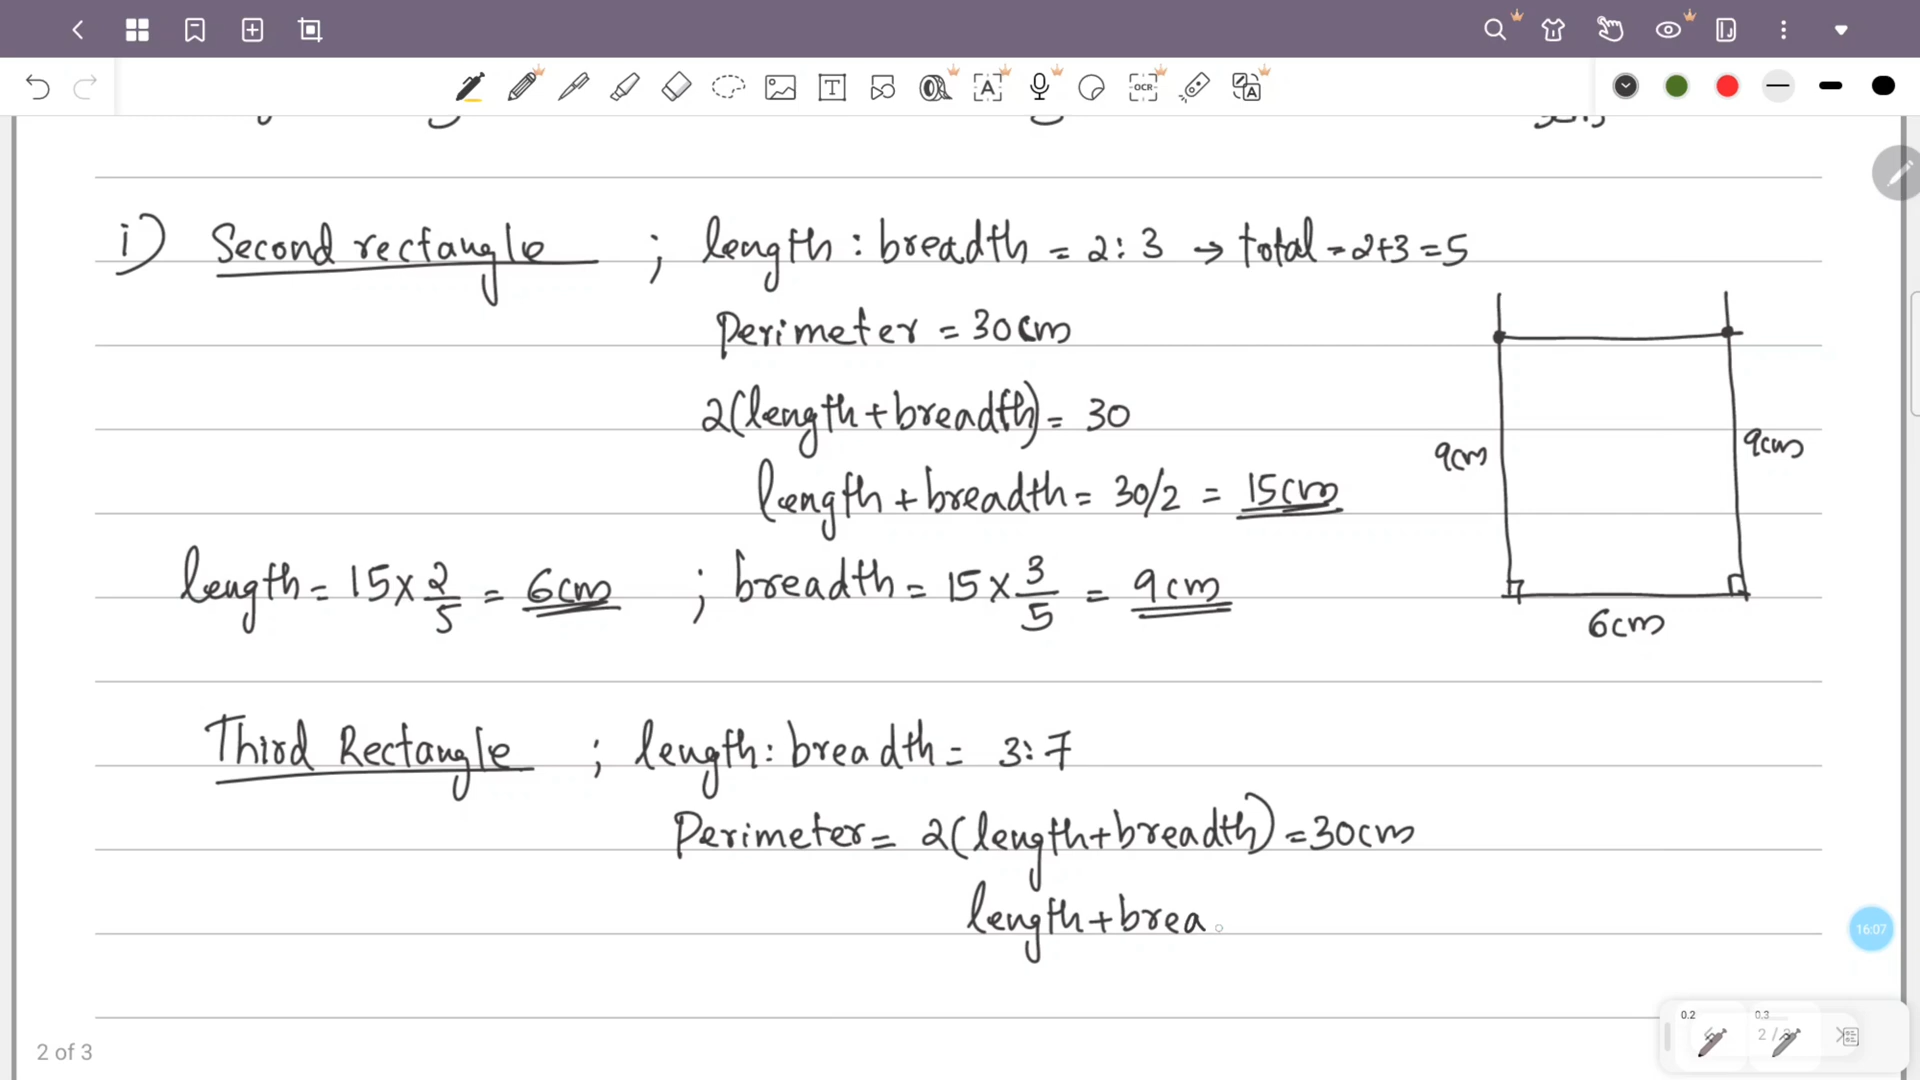 i) Second rectangle ; length : breadth = 2 : 3 → total = 2+3 = 5
Perimeter = 30cm
2(length + breadth) = 30
length + breadth = 30/2 = 15cm
length = 15 × 2/5 = 6cm ; breadth = 15 × 3/5 = 9cm
9cm
9cm
6cm
Third Rectangle ; length : breadth = 3:7
Perimeter = 2(length+breadth) = 30cm
length + brea
16:07
0.2
0.3
2 /
2 of 3
T
A
OCR
A